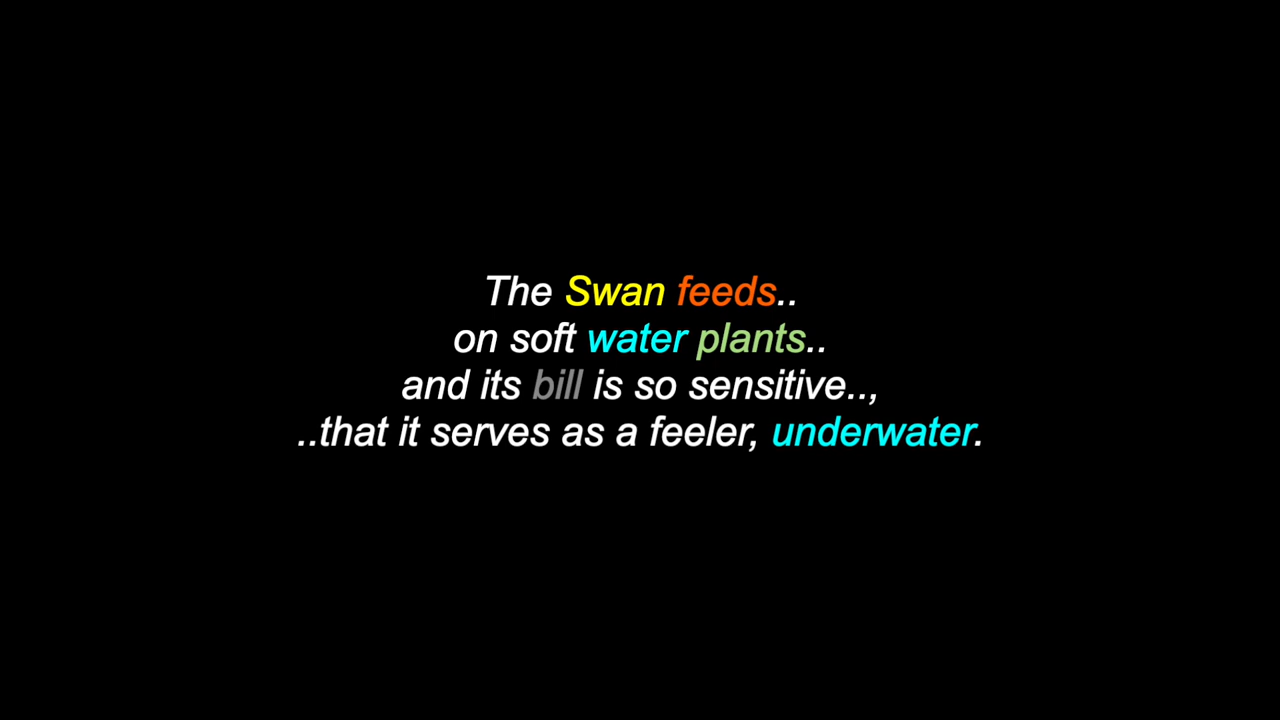 The Swan feeds..
on soft water plants..
and its bill is so sensitive..,
..that it serves as a feeler, underwater.